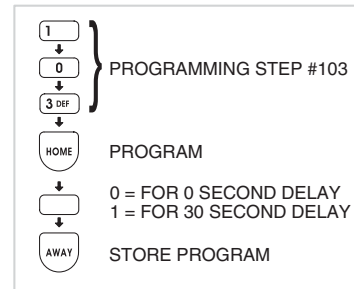 1
0
PROGRAMMING STEP #103
3 DEF
HOME PROGRAM
0 = FOR 0 SECOND DELAY
1 = FOR 30 SECOND DELAY
AWAY STORE PROGRAM